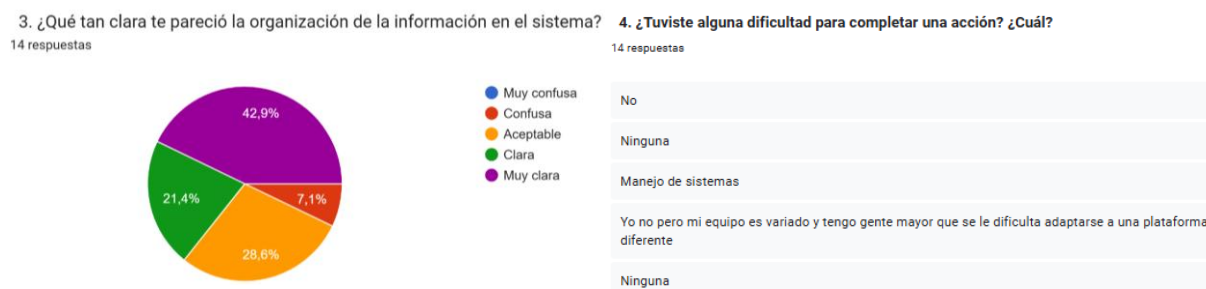 3. ¿Qué tan clara te pareció la organización de la información en el sistema?
14 respuestas
42,9%
21,4%
7,1%
28,6%
Muy confusa
Confusa
Aceptable
Clara
Muy clara
4. ¿Tuviste alguna dificultad para completar una acción? ¿Cuál?
14 respuestas
No
Ninguna
Manejo de sistemas
Yo no pero mi equipo es variado y tengo gente mayor que se le dificulta adaptarse a una plataforma
diferente
Ninguna